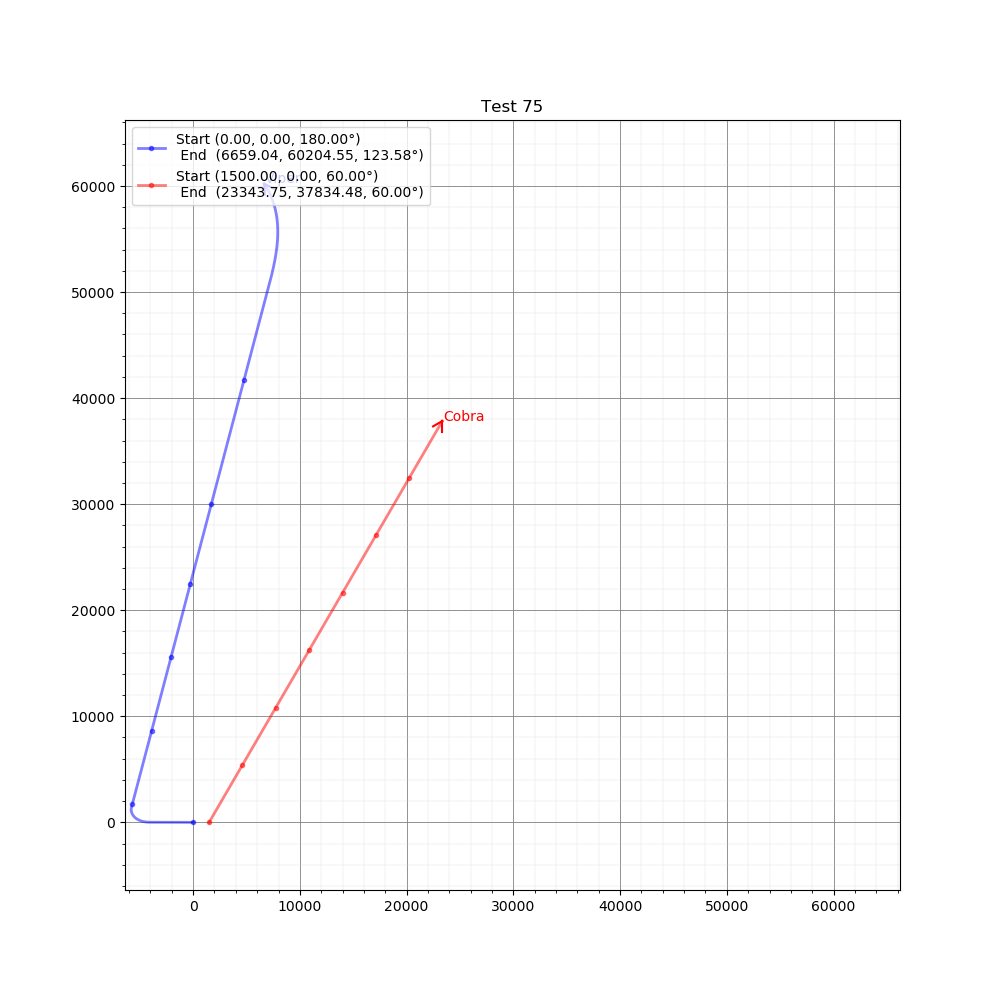 Test 75
Start (0.00, 0.00, 180.00°)
End (6659.04, 60204.55, 123.58°)
Start (1500.00, 0.00, 60.00°)
End (23343.75, 37834.48, 60.00°)
60000
50000
40000
Cobra
30000
20000
10000
0
0 10000 20000 30000 40000 50000 60000